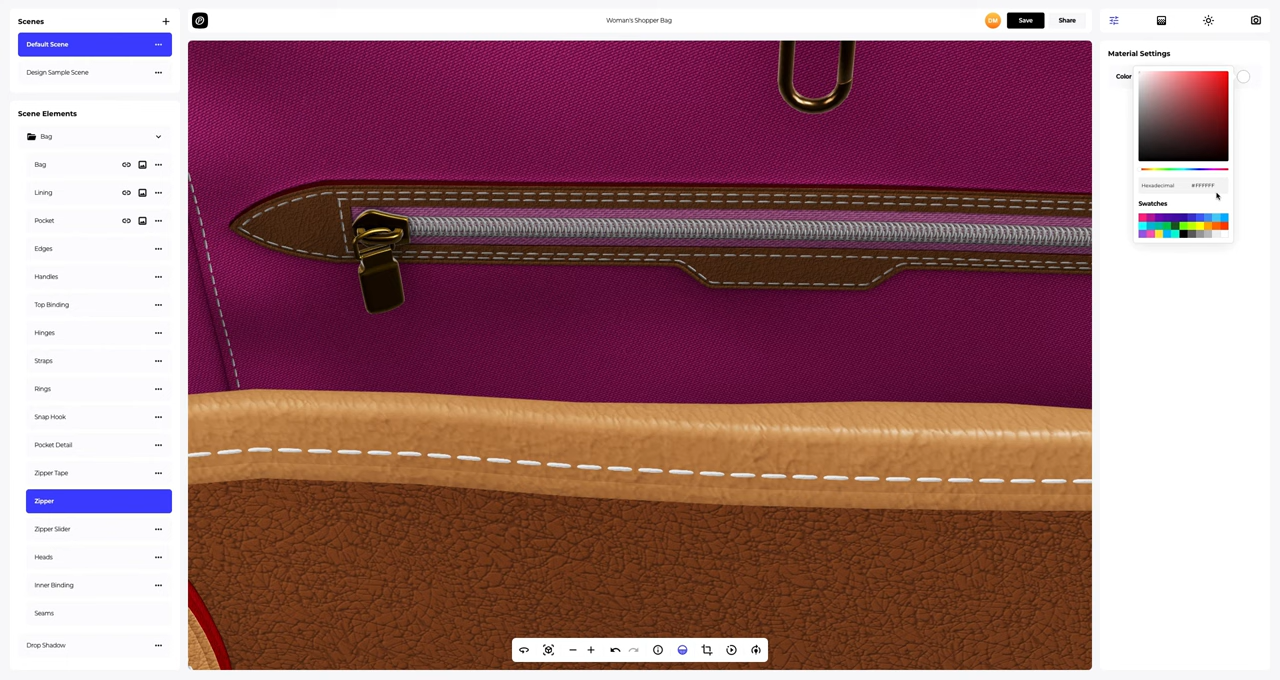 Scenes
Woman's Shopper Bag
DM
Save
Share
Default Scene
Design Sample Scene
Material Settings
Color
Hexadecimal #FFFFFF
Swatches
Scene Elements
Bag
Bag
Lining
Pocket
Edges
Handles
Top Binding
Hinges
Straps
Rings
Snap Hook
Pocket Detail
Zipper Tape
Zipper
Zipper Slider
Heads
Inner Binding
Seams
Drop Shadow